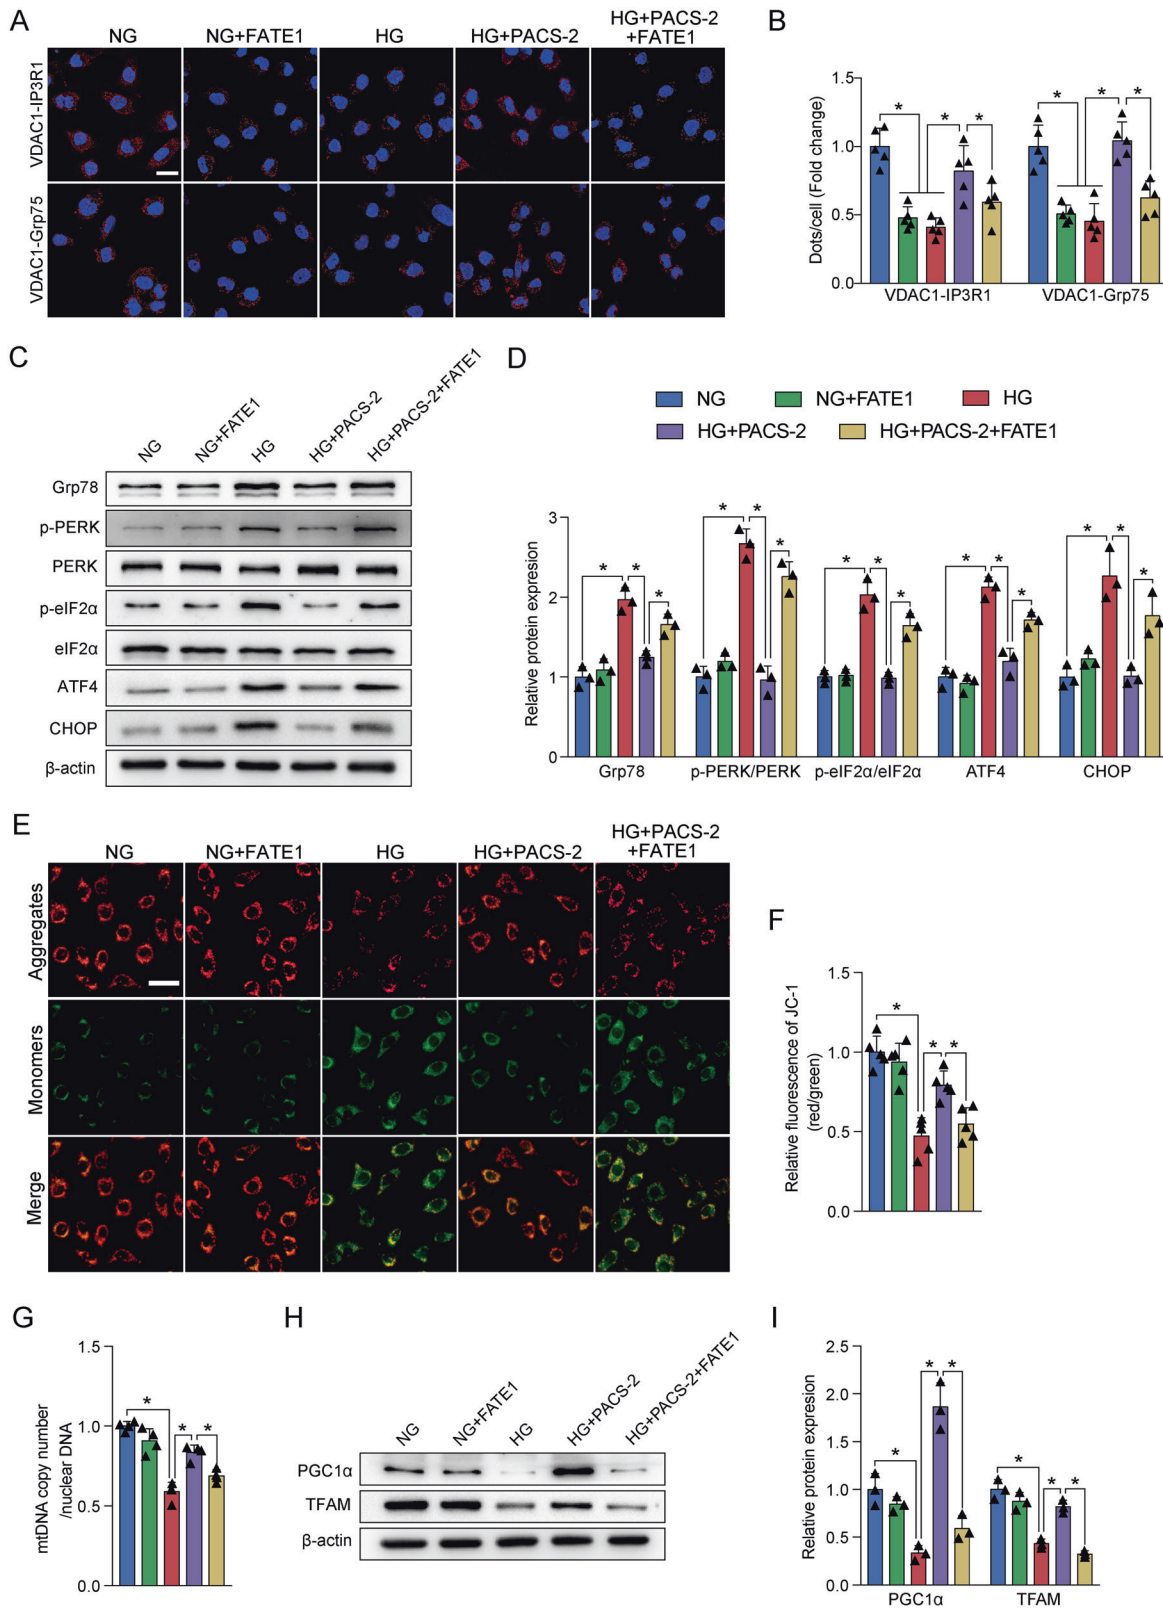 A
NG
NG+FATE1
HG
HG+PACS-2
HG+PACS-2
+FATE1
VDAC1-IP3R1
VDAC1-Grp75
B
Dots/cell (Fold change)
1.5
1.0
0.5
0.0
* * * * * *
VDAC1-IP3R1
VDAC1-Grp75
C
NG
NG+FATE1
HG
HG+PACS-2
HG+PACS-2+FATE1
Grp78
p-PERK
PERK
p-eIF2α
eIF2α
ATF4
CHOP
β-actin
D
NG
NG+FATE1
HG
HG+PACS-2
HG+PACS-2+FATE1
Relative protein expresion
3
2
1
0
* * * * * * * * * * * * * * *
Grp78
p-PERK/PERK
p-eIF2α/eIF2α
ATF4
CHOP
E
NG
NG+FATE1
HG
HG+PACS-2
HG+PACS-2
+FATE1
Aggregates
Monomers
Merge
F
Relative fluorescence of JC-1
(red/green)
1.5
1.0
0.5
0.0
* * *
G
mtDNA copy number
/nuclear DNA
1.5
1.0
0.5
0.0
* * *
H
NG
NG+FATE1
HG
HG+PACS-2
HG+PACS-2+FATE1
PGC1α
TFAM
β-actin
I
Relative protein expresion
2.5
2.0
1.5
1.0
0.5
0
* * * * * *
PGC1α
TFAM